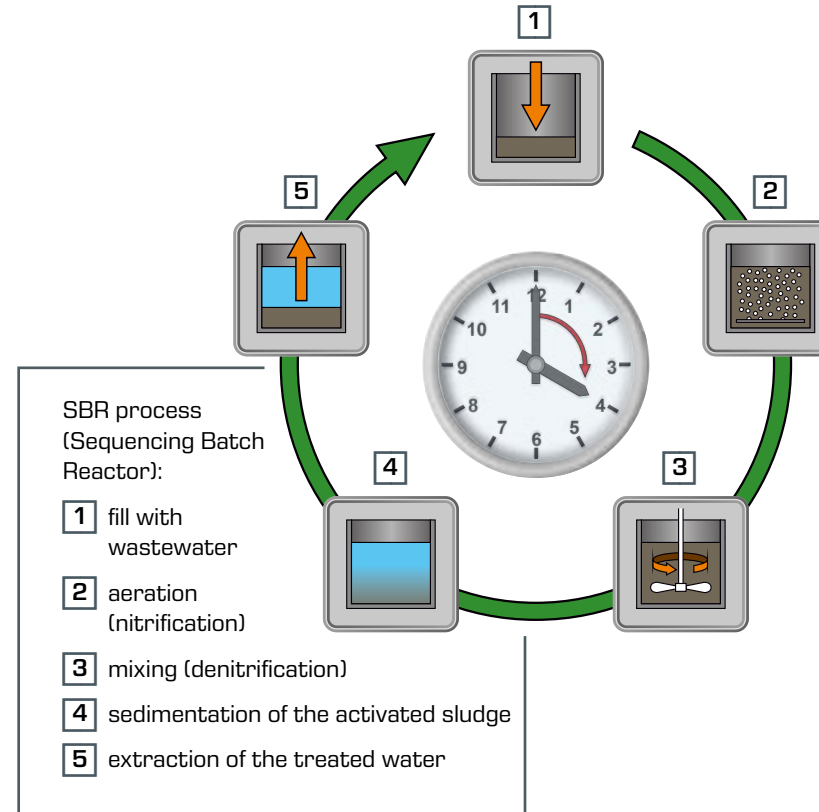 1
2
5
12
11
1
10
2
9
3
8
4
7
5
6
4
3
SBR process
(Sequencing Batch
Reactor):
1 fill with
wastewater
2 aeration
(nitrification)
3 mixing (denitrification)
4 sedimentation of the activated sludge
5 extraction of the treated water